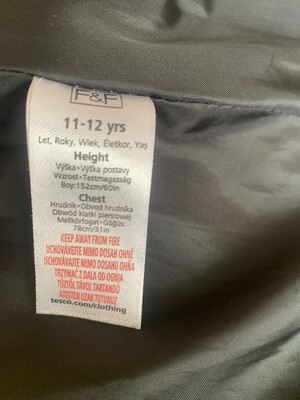 F&F
11-12 yrs
Let, Roky, Wiek, Életkor, Yaş
Height
Výška • Výška postavy
Wzrost • Testmagasság
Boy:152cm/60in
Chest
Hrudník • Obvod hrudníka
Obwód klatki piersiowej
Mellkörfogat • Göğüs:
78cm/31in
KEEP AWAY FROM FIRE
UCHOVÁVEJTE MIMO DOSAH OHNĚ
UCHOVÁVAJTE MIMO DOSAHU OHŇA
TRZYMAĆ Z DALA OD OGNIA
TŰZTŐL TÁVOL TARTANDÓ
ATEŞTEN UZAK TUTUNUZ
tesco.com/clothing